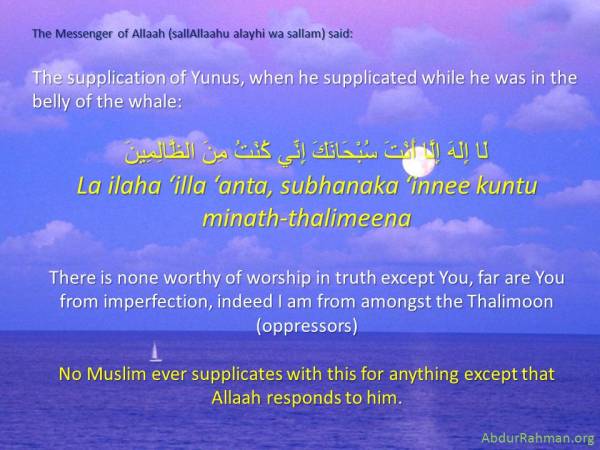 The Messenger of Allaah (sallAllaahu alayhi wa sallam) said:
The supplication of Yunus, when he supplicated while he was in the
belly of the whale:
لَا إِلَهَ إِلَّا أَنْتَ سُبْحَانَكَ إِنِّي كُنْتُ مِنَ الظَّالِمِينَ
La ilaha ‘illa ‘anta, subhanaka ‘innee kuntu
minath-thalimeena
There is none worthy of worship in truth except You, far are You
from imperfection, indeed I am from amongst the Thalimoon
(oppressors)
No Muslim ever supplicates with this for anything except that
Allaah responds to him.
AbdurRahman.org